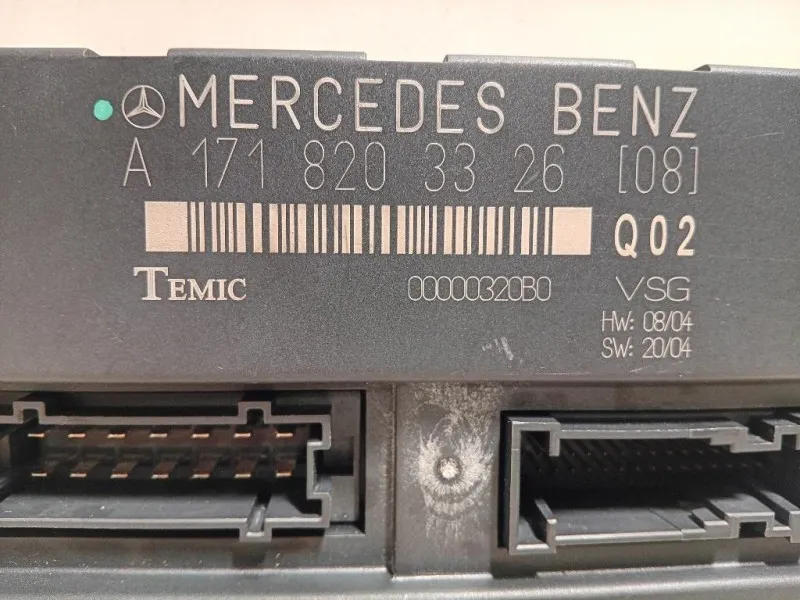 MERCEDES BENZ
A 171 820 33 26 [08]
Q02
TEMIC 00000320B0 VSG
HW: 08/04
SW: 20/04